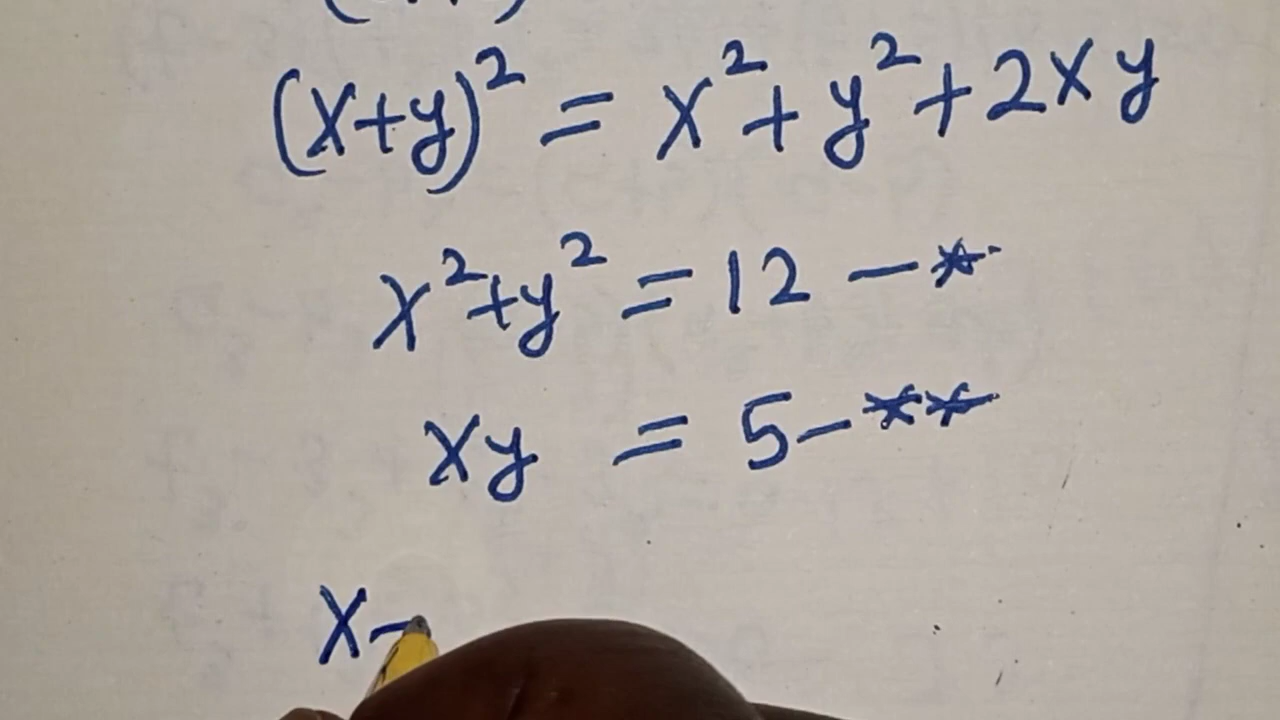 (x+y)² = x²+y²+2xy
x²+y² = 12 – *
xy = 5 – **
x –